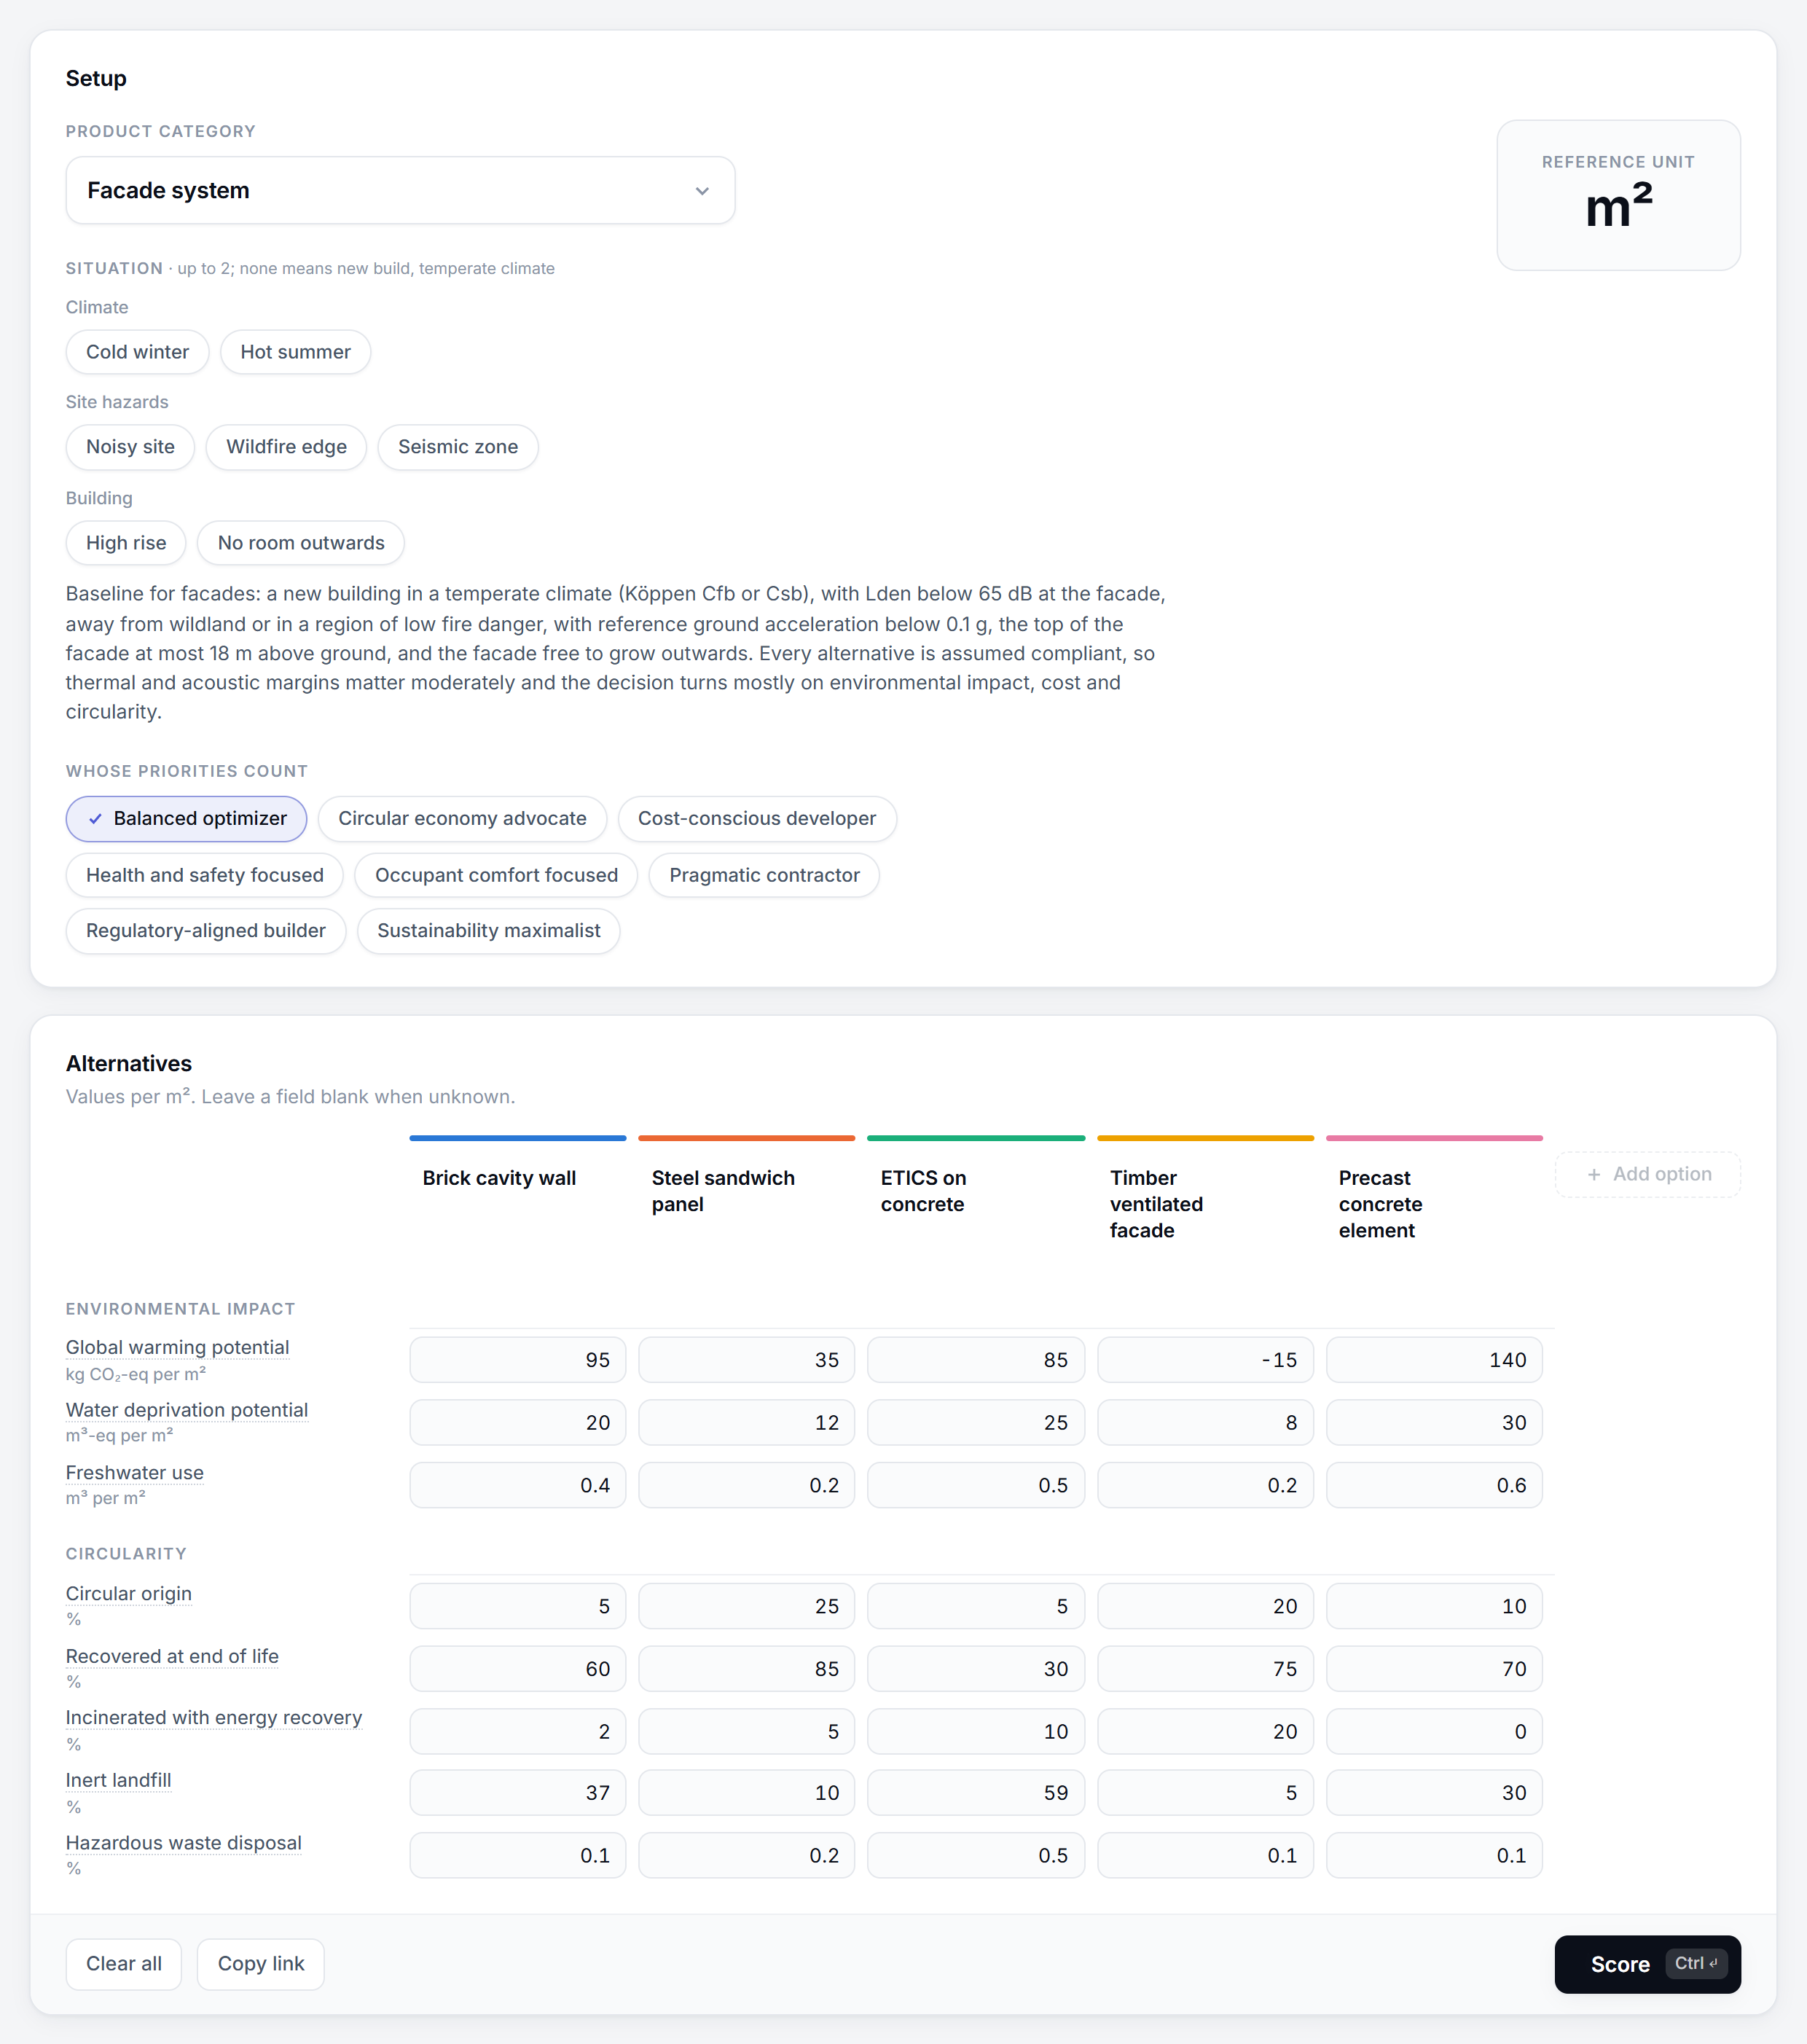 Setup
PRODUCT CATEGORY
Facade system
REFERENCE UNIT
m²
SITUATION · up to 2; none means new build, temperate climate
Climate
Cold winter
Hot summer
Site hazards
Noisy site
Wildfire edge
Seismic zone
Building
High rise
No room outwards
Baseline for facades: a new building in a temperate climate (Köppen Cfb or Csb), with Lden below 65 dB at the facade,
away from wildland or in a region of low fire danger, with reference ground acceleration below 0.1 g, the top of the
facade at most 18 m above ground, and the facade free to grow outwards. Every alternative is assumed compliant, so
thermal and acoustic margins matter moderately and the decision turns mostly on environmental impact, cost and
circularity.
WHOSE PRIORITIES COUNT
Balanced optimizer
Circular economy advocate
Cost-conscious developer
Health and safety focused
Occupant comfort focused
Pragmatic contractor
Regulatory-aligned builder
Sustainability maximalist
Alternatives
Values per m². Leave a field blank when unknown.
Brick cavity wall
Steel sandwich
panel
ETICS on
concrete
Timber
ventilated
facade
Precast
concrete
element
+ Add option
ENVIRONMENTAL IMPACT
Global warming potential
kg CO₂-eq per m²
95 35 85 -15 140
Water deprivation potential
m³-eq per m²
20 12 25 8 30
Freshwater use
m³ per m²
0.4 0.2 0.5 0.2 0.6
CIRCULARITY
Circular origin
%
5 25 5 20 10
Recovered at end of life
%
60 85 30 75 70
Incinerated with energy recovery
%
2 5 10 20 0
Inert landfill
%
37 10 59 5 30
Hazardous waste disposal
%
0.1 0.2 0.5 0.1 0.1
Clear all
Copy link
Score Ctrl ↵